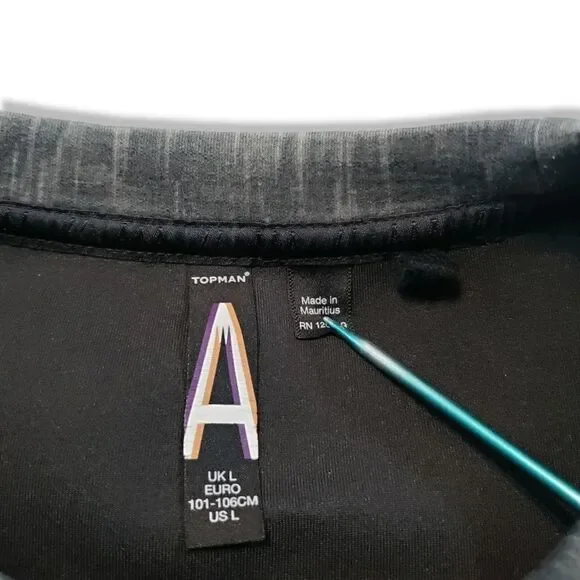 TOPMAN®
A
UK L
EURO
101-106CM
US L
Made in
Mauritius
RN